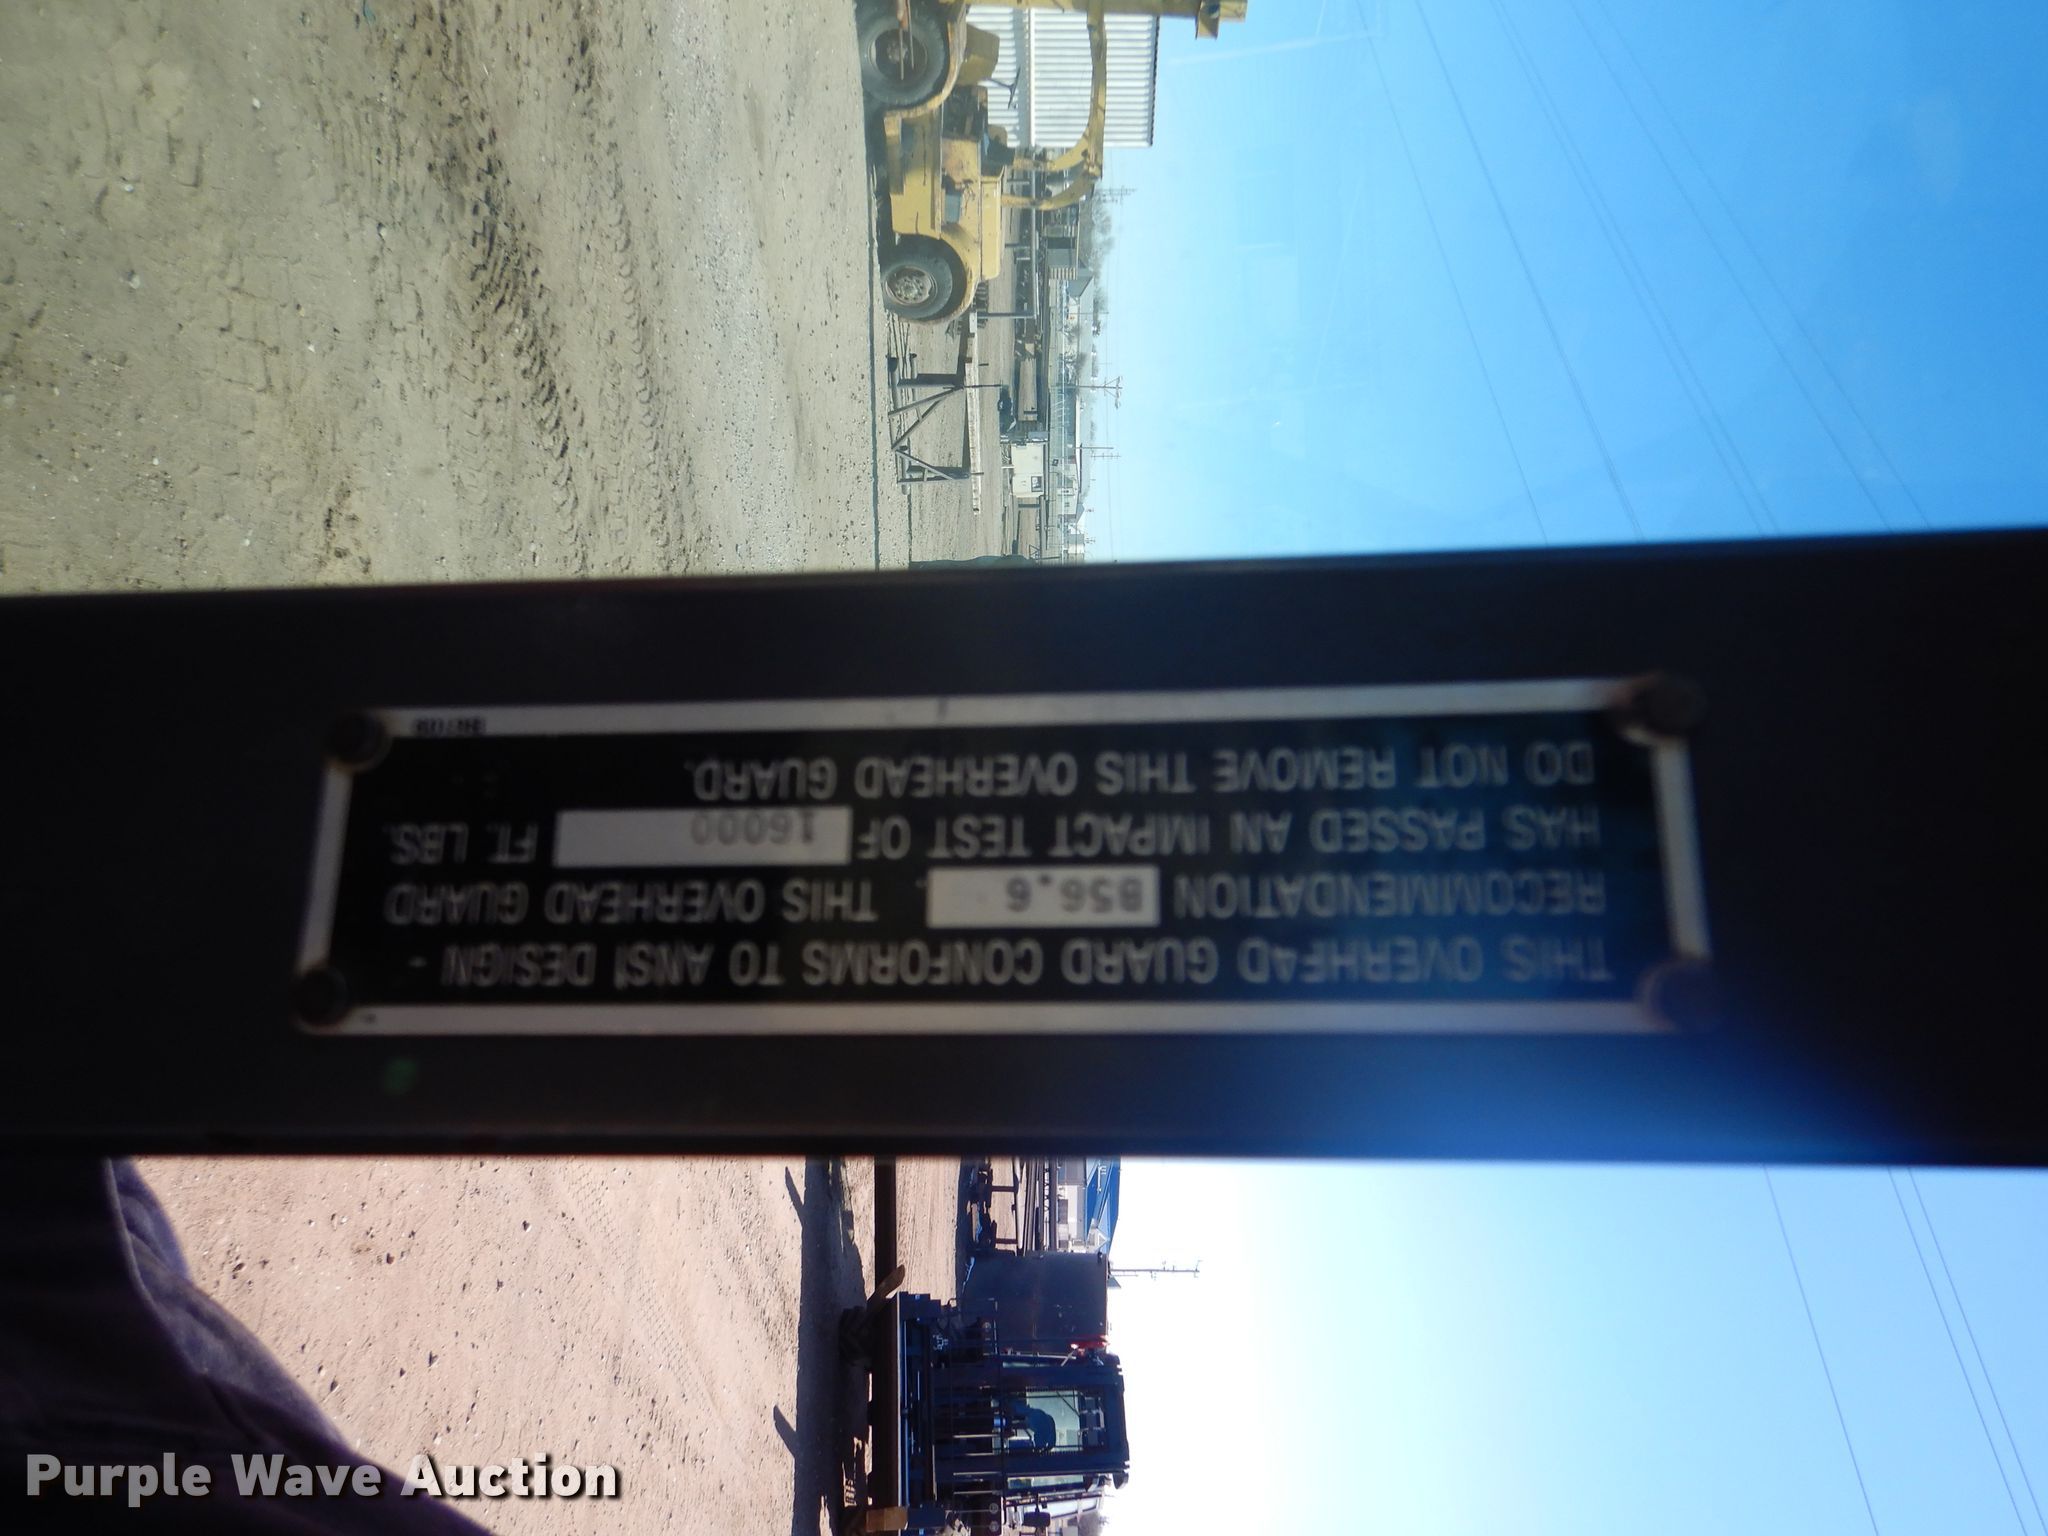 THIS OVERHEAD GUARD CONFORMS TO ANSI DESIGN -
RECOMMENDATION B56.6 . THIS OVERHEAD GUARD
HAS PASSED AN IMPACT TEST OF 16000 FT. LBS.
DO NOT REMOVE THIS OVERHEAD GUARD.
Purple Wave Auction